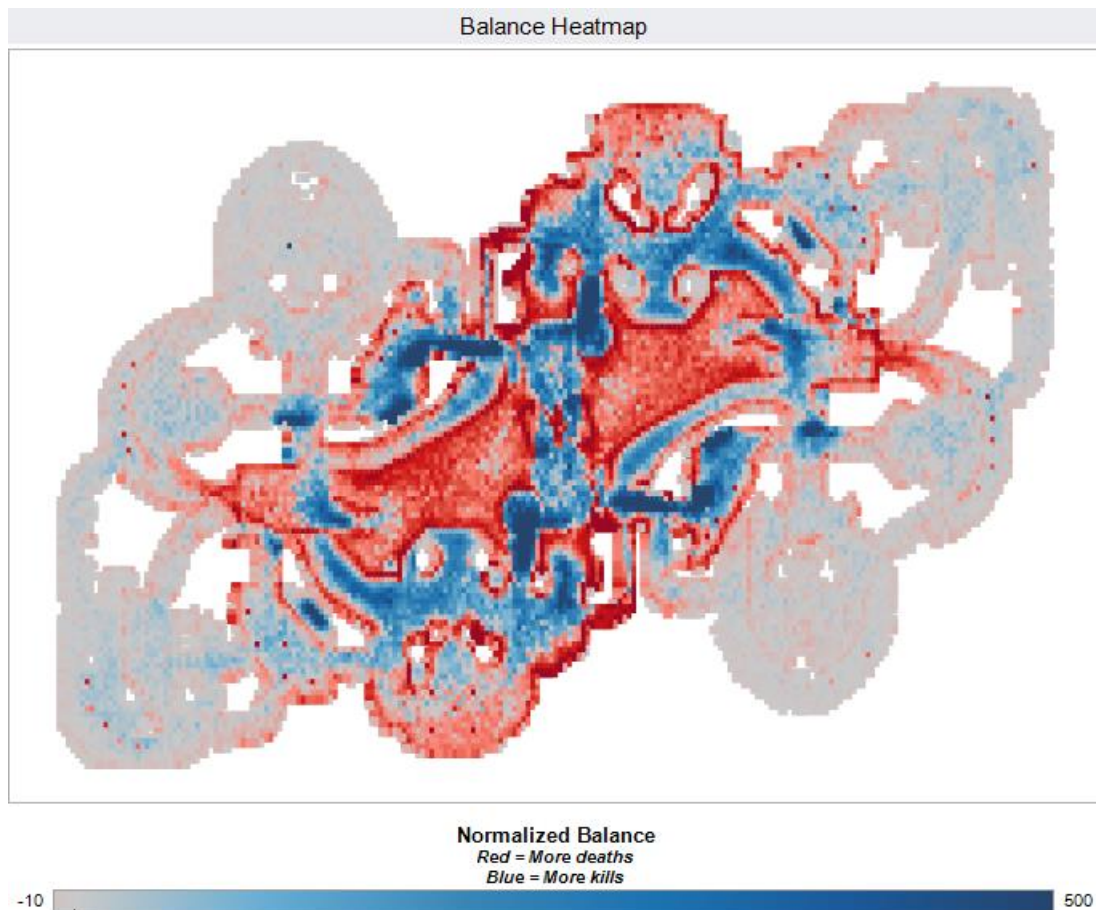 Balance Heatmap
Normalized Balance
Red = More deaths
Blue = More kills
-10 500